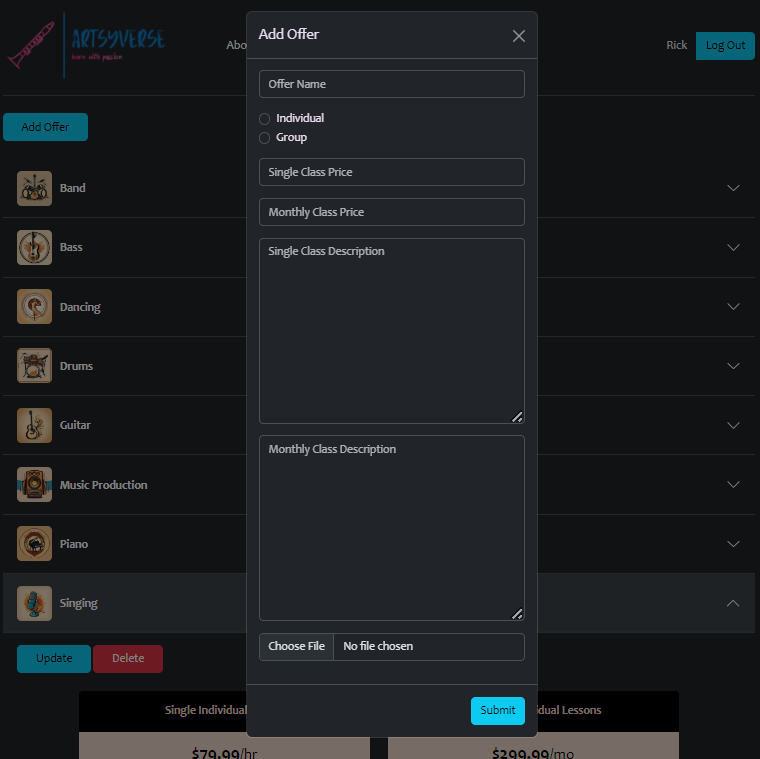 ARTSYVERSE
learn with passion
Abo
Rick
Log Out
Add Offer
Add Offer
Offer Name
Individual
Group
Single Class Price
Monthly Class Price
Single Class Description
Monthly Class Description
Choose File No file chosen
Submit
Band
Bass
Dancing
Drums
Guitar
Music Production
Piano
Singing
Update
Delete
Single Individual
dual Lessons
$79.99/hr
$299.99/mo